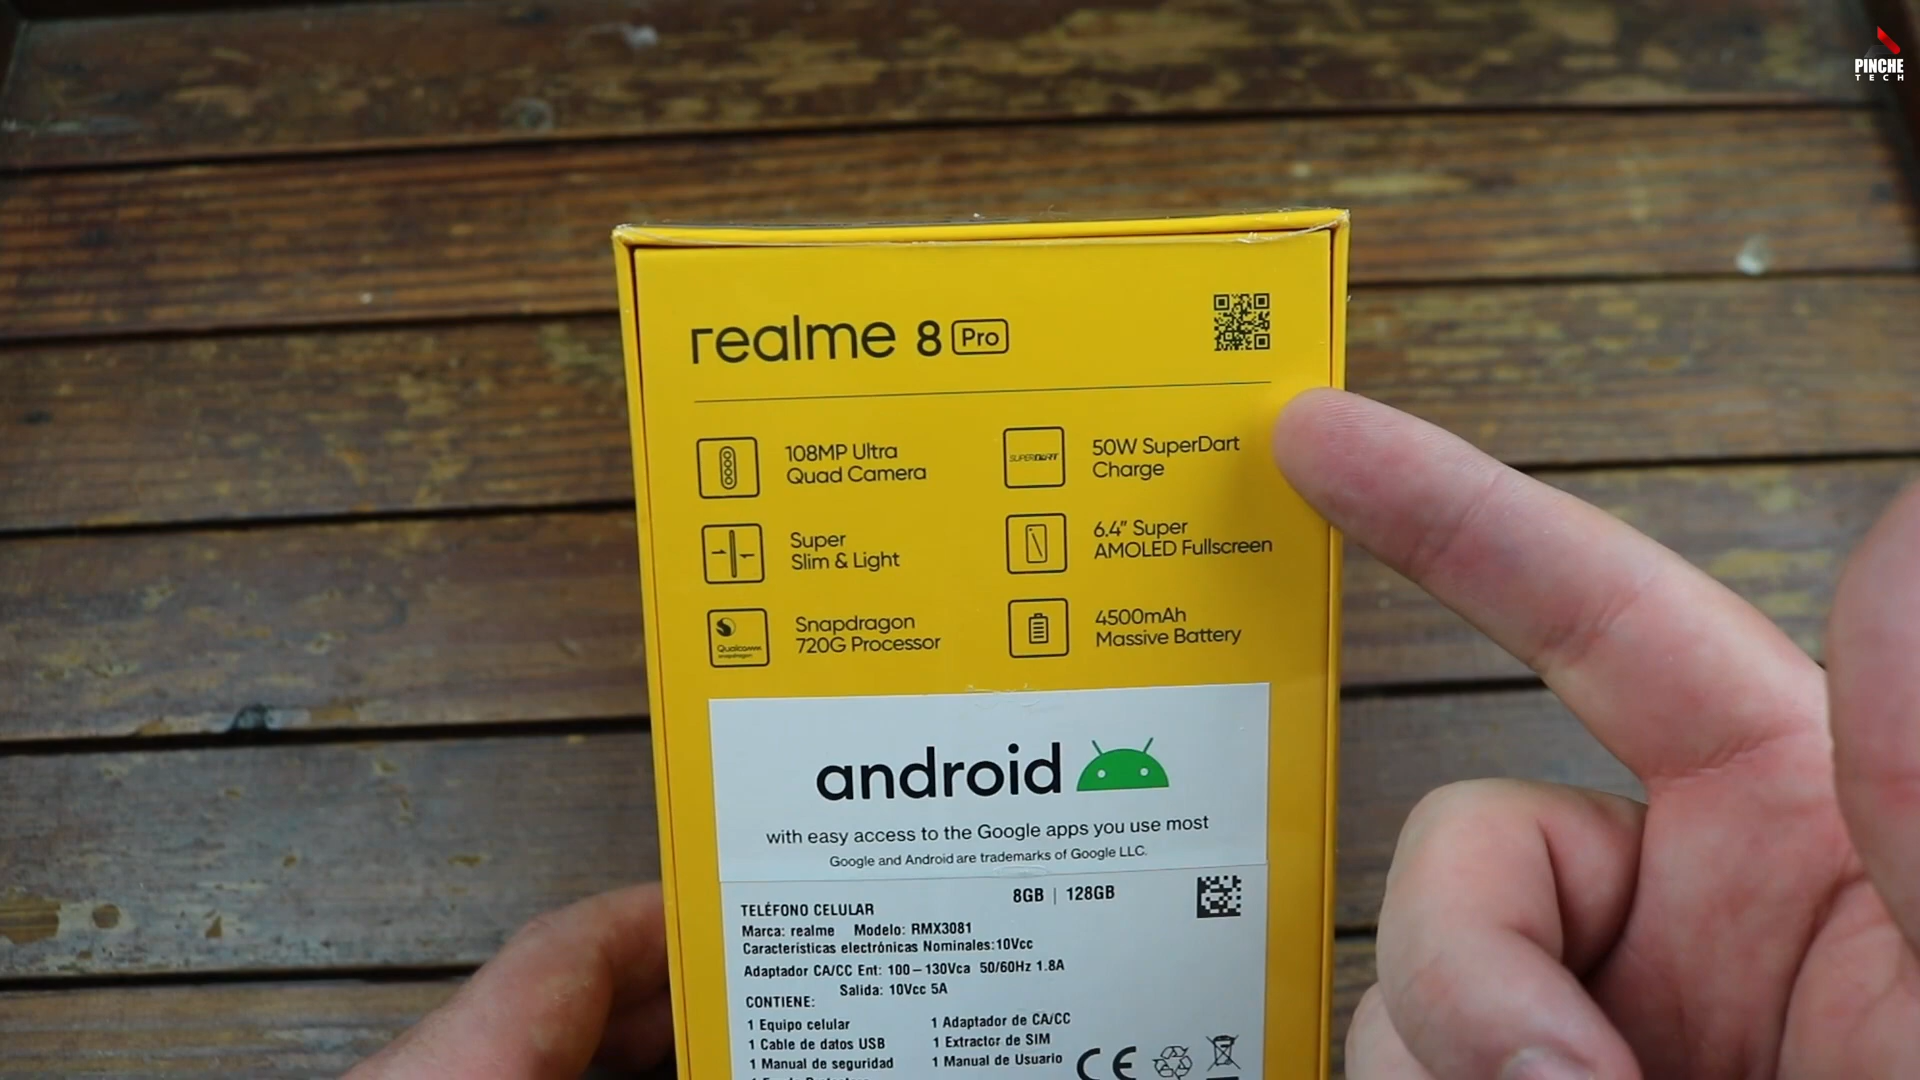 PINCHE
TECH
realme 8 Pro
108MP Ultra
Quad Camera
50W SuperDart
Charge
SUPERDART
Super
Slim & Light
6.4" Super
AMOLED Fullscreen
Snapdragon
720G Processor
Qualcomm
snapdragon
4500mAh
Massive Battery
android
with easy access to the Google apps you use most
Google and Android are trademarks of Google LLC.
8GB | 128GB
TELÉFONO CELULAR
Marca: realme Modelo: RMX3081
Características electrónicas Nominales:10Vcc
Adaptador CA/CC Ent: 100–130Vca 50/60Hz 1.8A
Salida: 10Vcc 5A
CONTIENE:
1 Equipo celular
1 Adaptador de CA/CC
1 Cable de datos USB
1 Extractor de SIM
1 Manual de seguridad
1 Manual de Usuario
CE